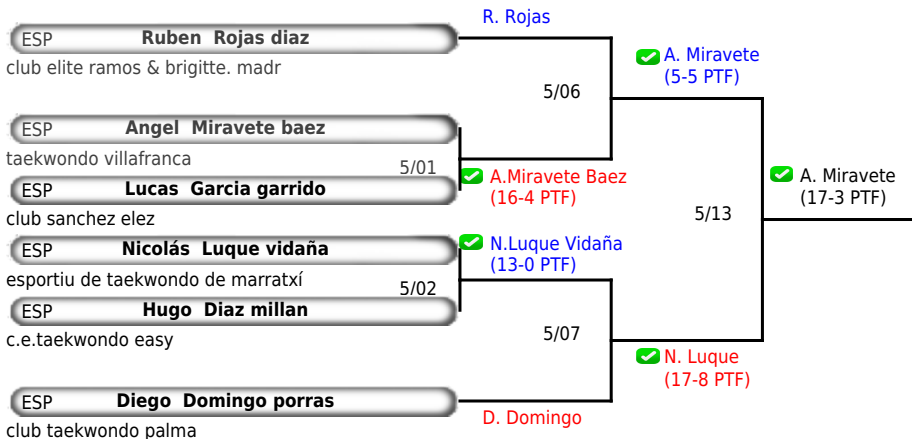 R. Rojas
ESP Ruben Rojas diaz
club elite ramos & brigitte. madr
A. Miravete
(5-5 PTF)
5/06
ESP Angel Miravete baez
taekwondo villafranca
5/01
A.Miravete Baez
(16-4 PTF)
A. Miravete
(17-3 PTF)
ESP Lucas Garcia garrido
club sanchez elez
5/13
ESP Nicolás Luque vidaña
N.Luque Vidaña
(13-0 PTF)
esportiu de taekwondo de marratxí
5/02
ESP Hugo Diaz millan
c.e.taekwondo easy
5/07
N. Luque
(17-8 PTF)
ESP Diego Domingo porras
D. Domingo
club taekwondo palma